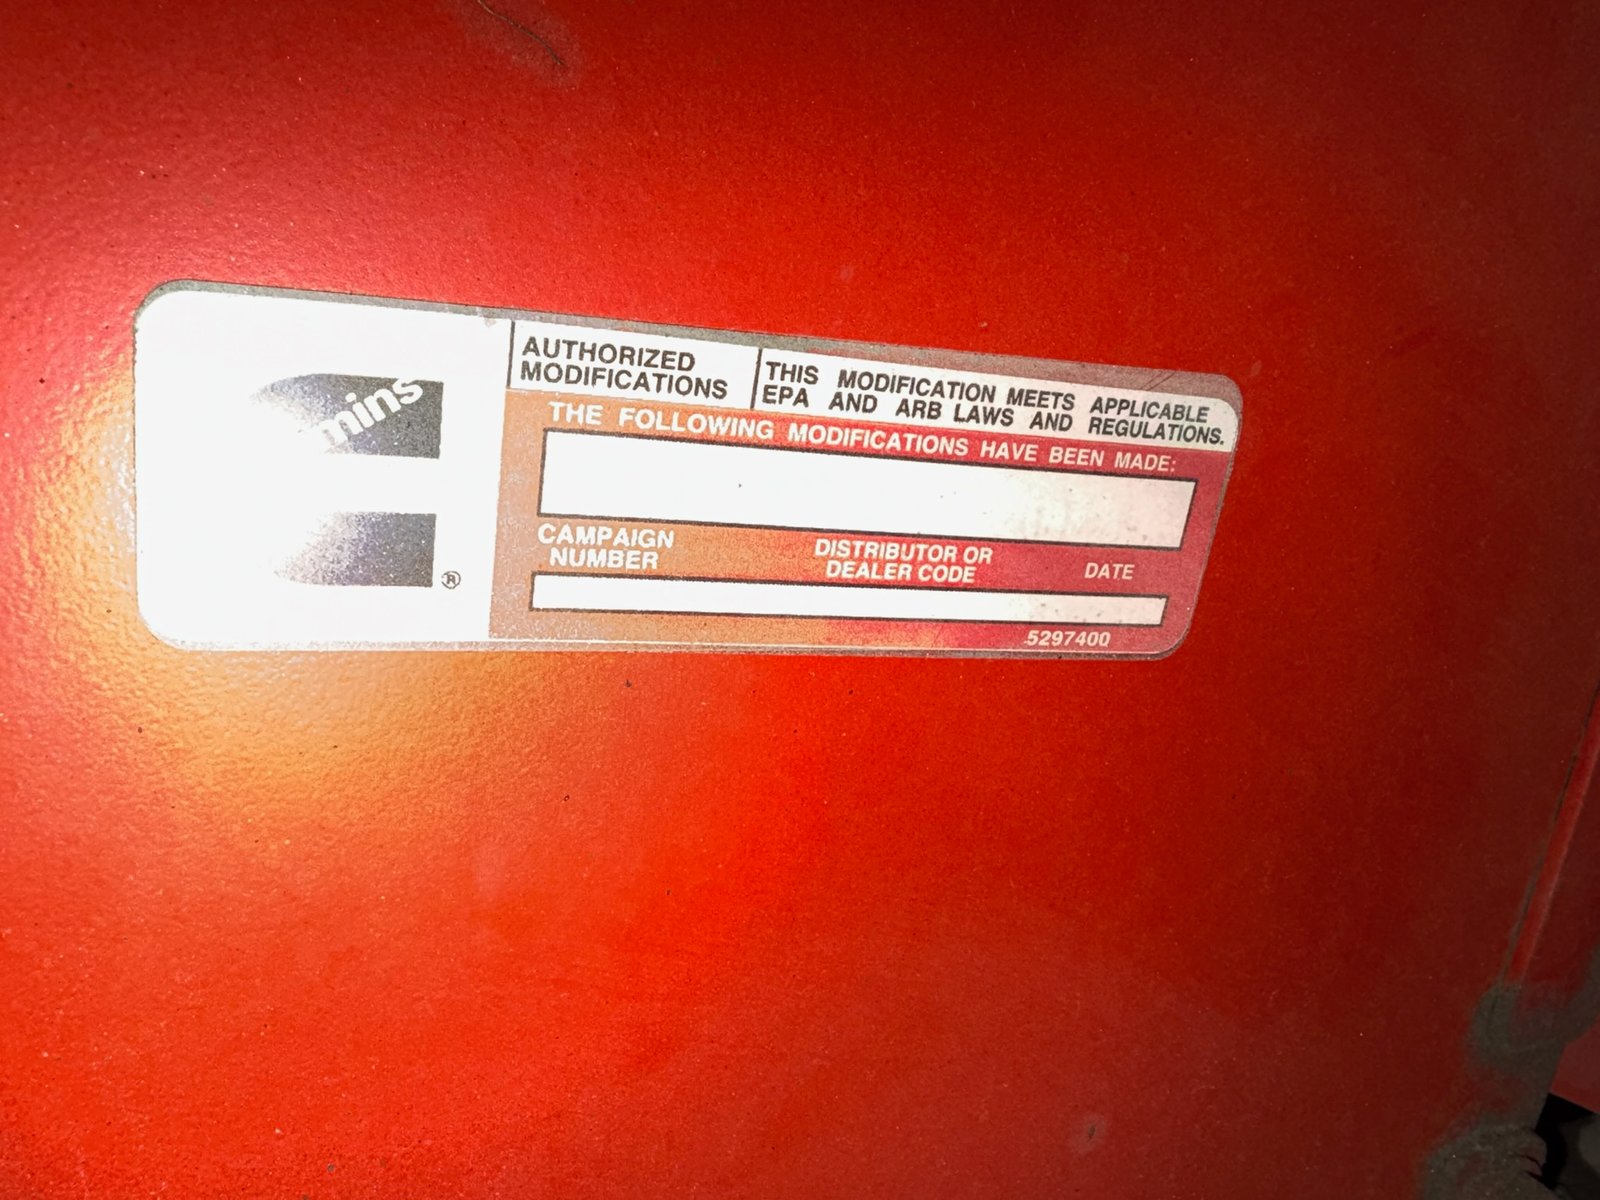 mins
®
AUTHORIZED
MODIFICATIONS
THIS MODIFICATION MEETS APPLICABLE
EPA AND ARB LAWS AND REGULATIONS.
THE FOLLOWING MODIFICATIONS HAVE BEEN MADE:
CAMPAIGN
NUMBER
DISTRIBUTOR OR
DEALER CODE
DATE
5297400